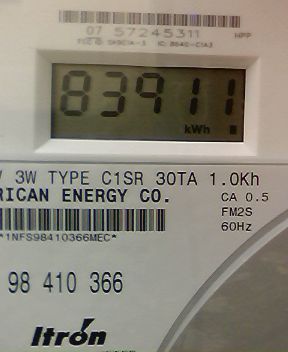 07 57245311
83911
kWh
3W TYPE C1SR 30TA 1.0Kh
RICAN ENERGY CO.
CA 0.5
FM2S
60Hz
*1NFS98410366MEC*
98 410 366
Itrón